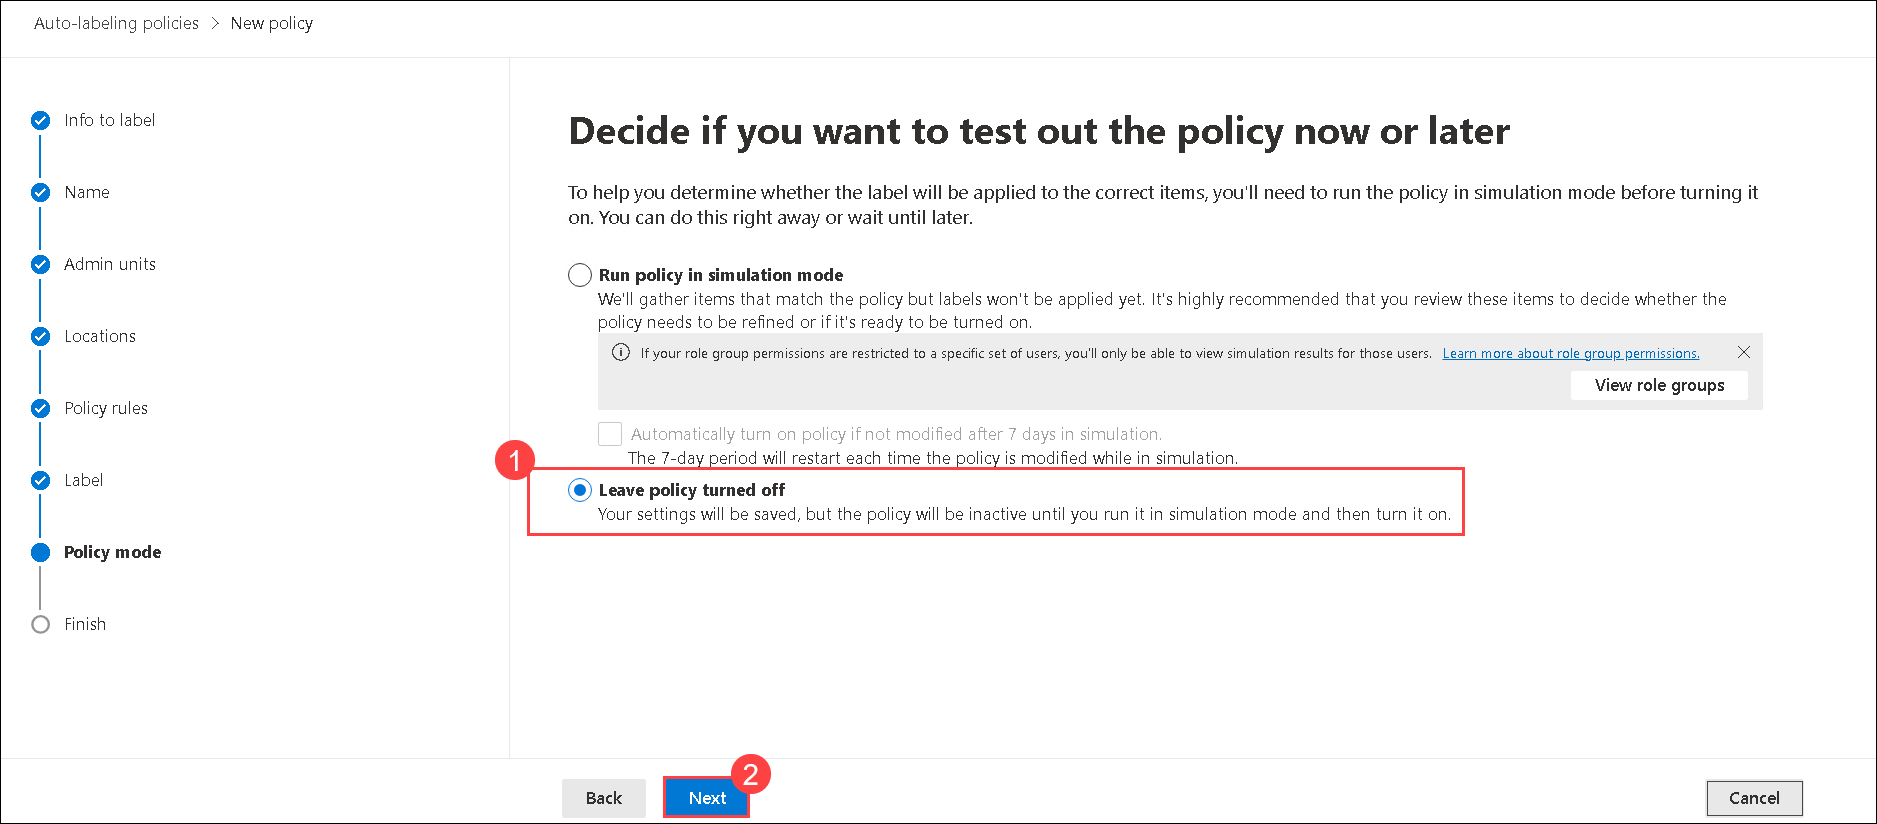 Auto-labeling policies > New policy
Info to label
Name
Admin units
Locations
Policy rules
Label
Policy mode
Finish
Decide if you want to test out the policy now or later
To help you determine whether the label will be applied to the correct items, you'll need to run the policy in simulation mode before turning it
on. You can do this right away or wait until later.
Run policy in simulation mode
We'll gather items that match the policy but labels won't be applied yet. It's highly recommended that you review these items to decide whether the
policy needs to be refined or if it's ready to be turned on.
If your role group permissions are restricted to a specific set of users, you'll only be able to view simulation results for those users. Learn more about role group permissions.
View role groups
Automatically turn on policy if not modified after 7 days in simulation.
The 7-day period will restart each time the policy is modified while in simulation.
1
Leave policy turned off
Your settings will be saved, but the policy will be inactive until you run it in simulation mode and then turn it on.
Back
Next
2
Cancel